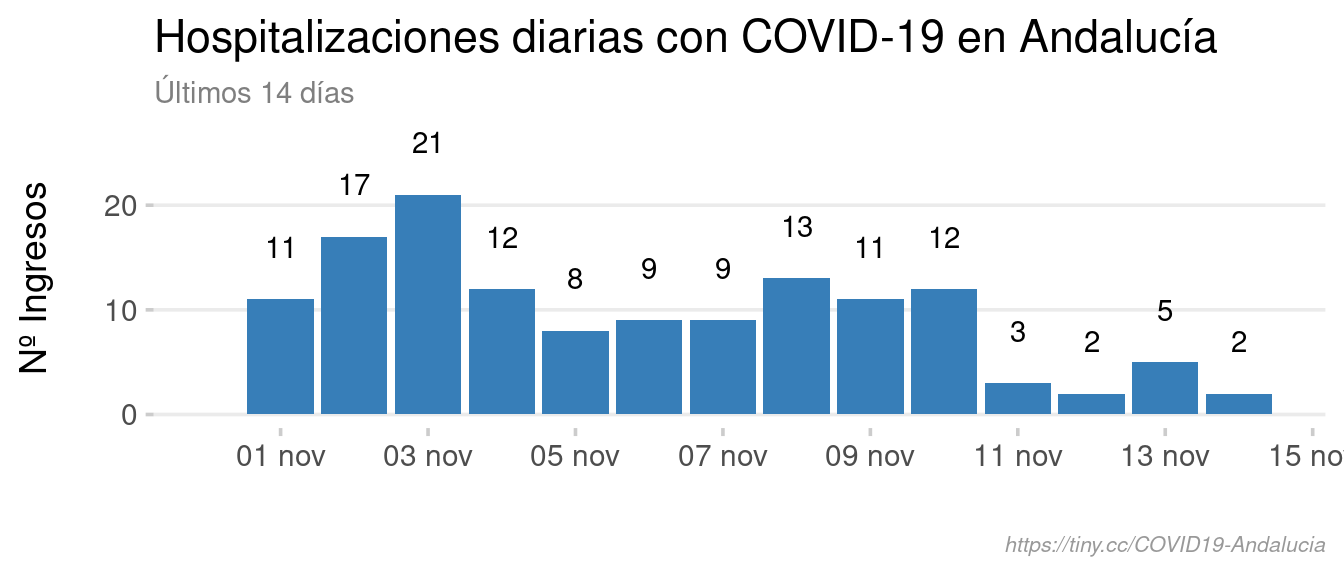 Hospitalizaciones diarias con COVID-19 en Andalucía
Últimos 14 días
Nº Ingresos
21
17
20
13
12
12
11
11
9
9
8
10
5
3
2
2
0
01 nov
03 nov
05 nov
07 nov
09 nov
11 nov
13 nov
15 no
https://tiny.cc/COVID19-Andalucia